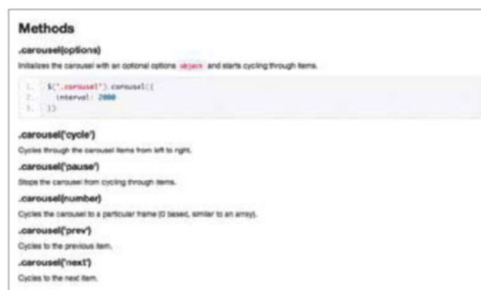 Methods
.carousel(options)
Initializes the carousel with an optional options object and starts cycling through items.
1. $('.carousel').carousel({
2. interval: 2000
3. })
.carousel('cycle')
Cycles through the carousel items from left to right.
.carousel('pause')
Stops the carousel from cycling through items.
.carousel(number)
Cycles the carousel to a particular frame (0 based, similar to an array).
.carousel('prev')
Cycles to the previous item.
.carousel('next')
Cycles to the next item.